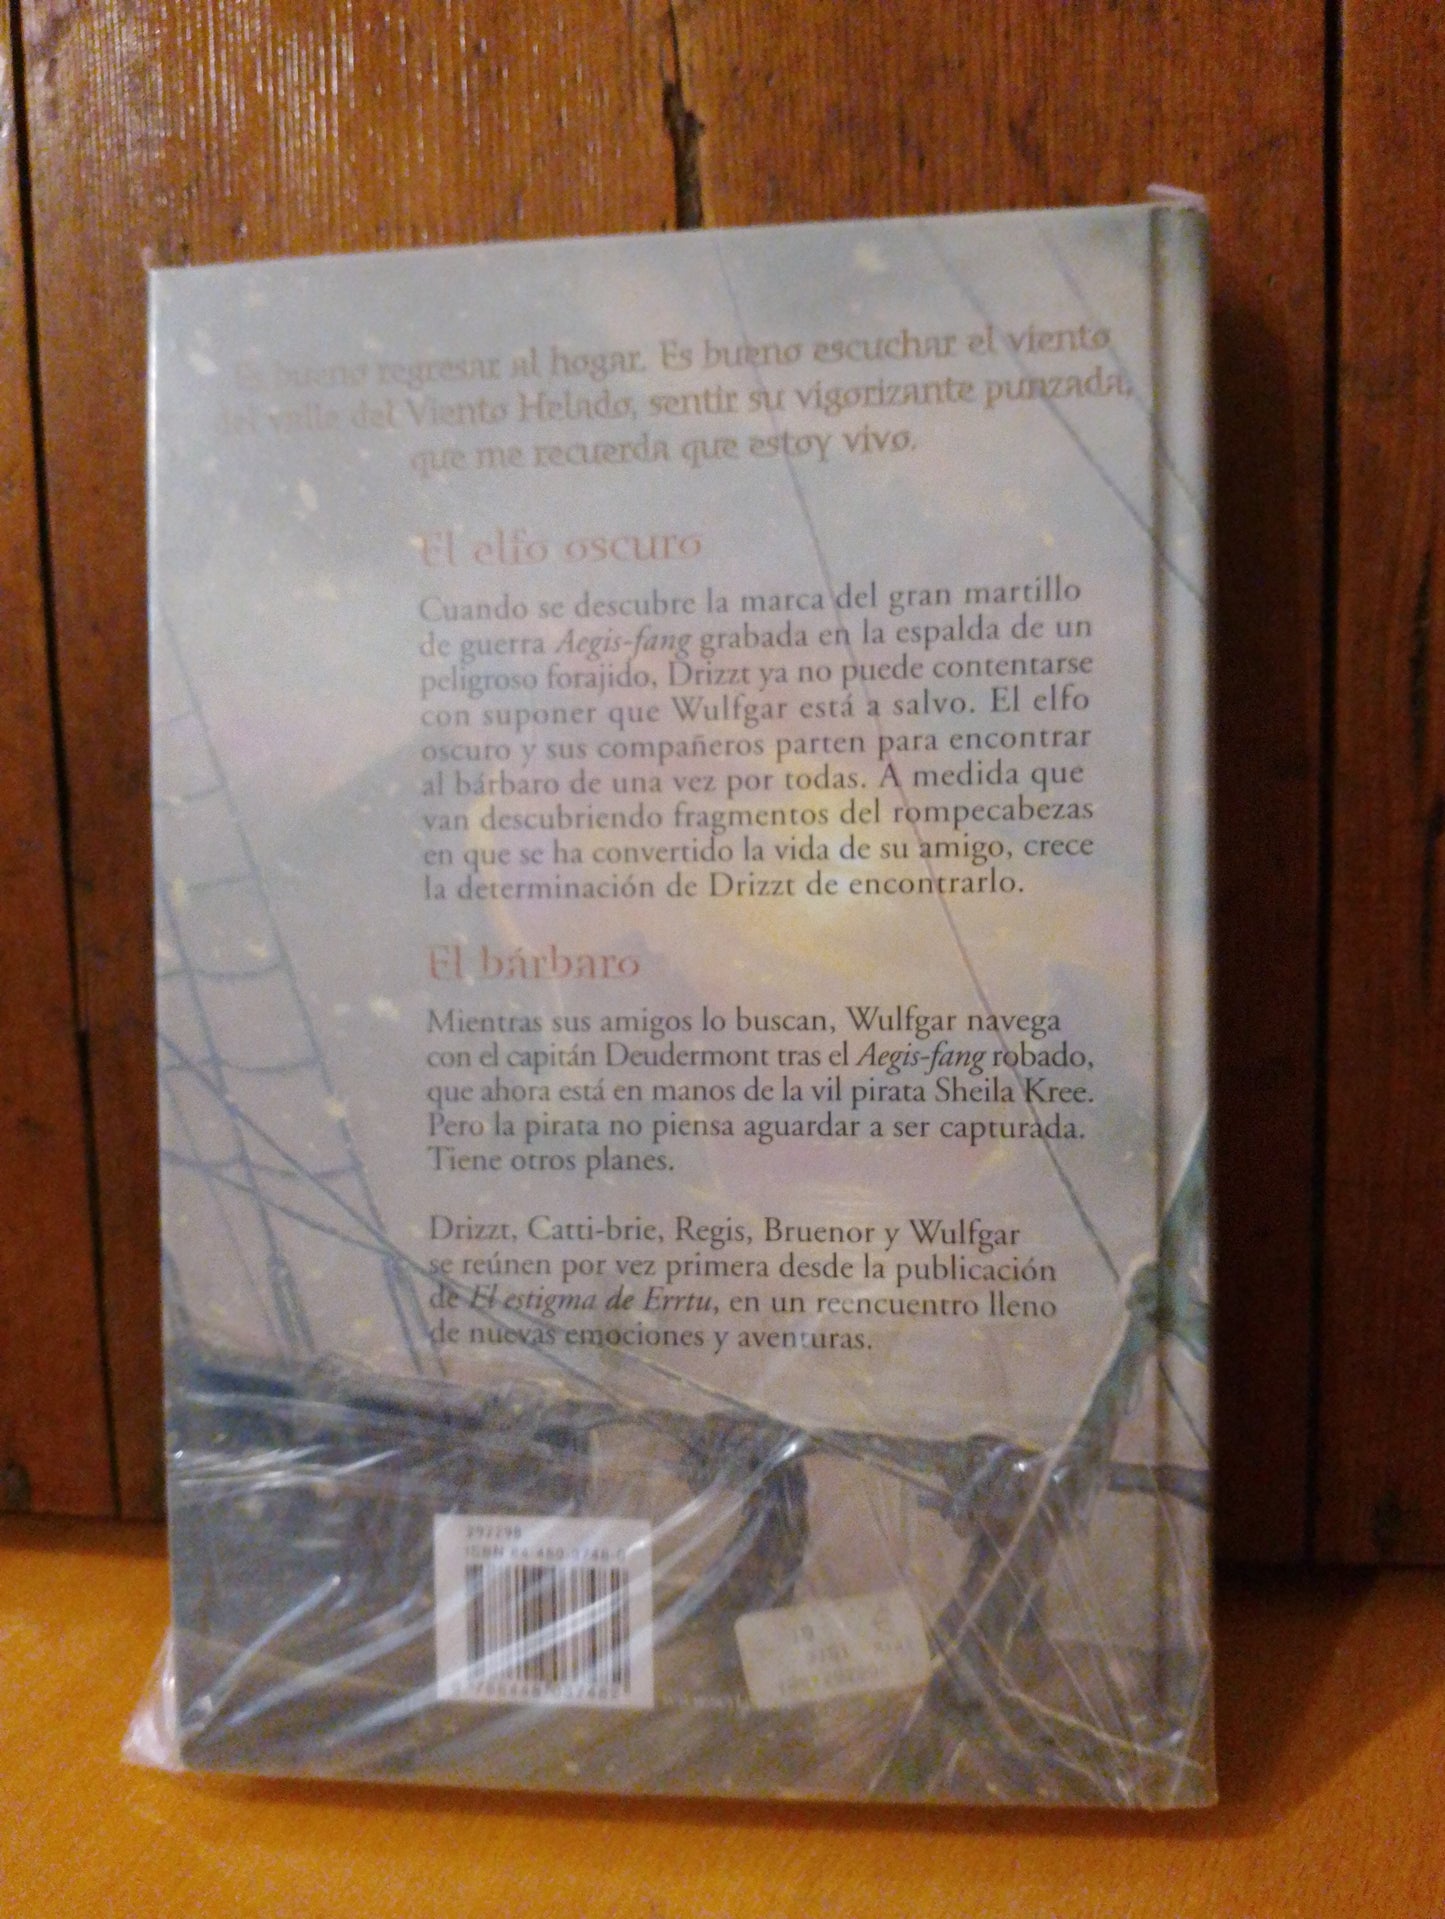 Es bueno regresar al hogar. Es bueno escuchar el viento
del valle del Viento Helado, sentir su vigorizante punzada,
que me recuerda que estoy vivo.
El elfo oscuro
Cuando se descubre la marca del gran martillo
de guerra Aegis-fang grabada en la espalda de un
peligroso forajido, Drizzt ya no puede contentarse
con suponer que Wulfgar está a salvo. El elfo
oscuro y sus compañeros parten para encontrar
al bárbaro de una vez por todas. A medida que
van descubriendo fragmentos del rompecabezas
en que se ha convertido la vida de su amigo, crece
la determinación de Drizzt de encontrarlo.
El bárbaro
Mientras sus amigos lo buscan, Wulfgar navega
con el capitán Deudermont tras el Aegis-fang robado,
que ahora está en manos de la vil pirata Sheila Kree.
Pero la pirata no piensa aguardar a ser capturada.
Tiene otros planes.
Drizzt, Catti-brie, Regis, Bruenor y Wulfgar
se reúnen por vez primera desde la publicación
de El estigma de Errtu, en un reencuentro lleno
de nuevas emociones y aventuras.
ISBN